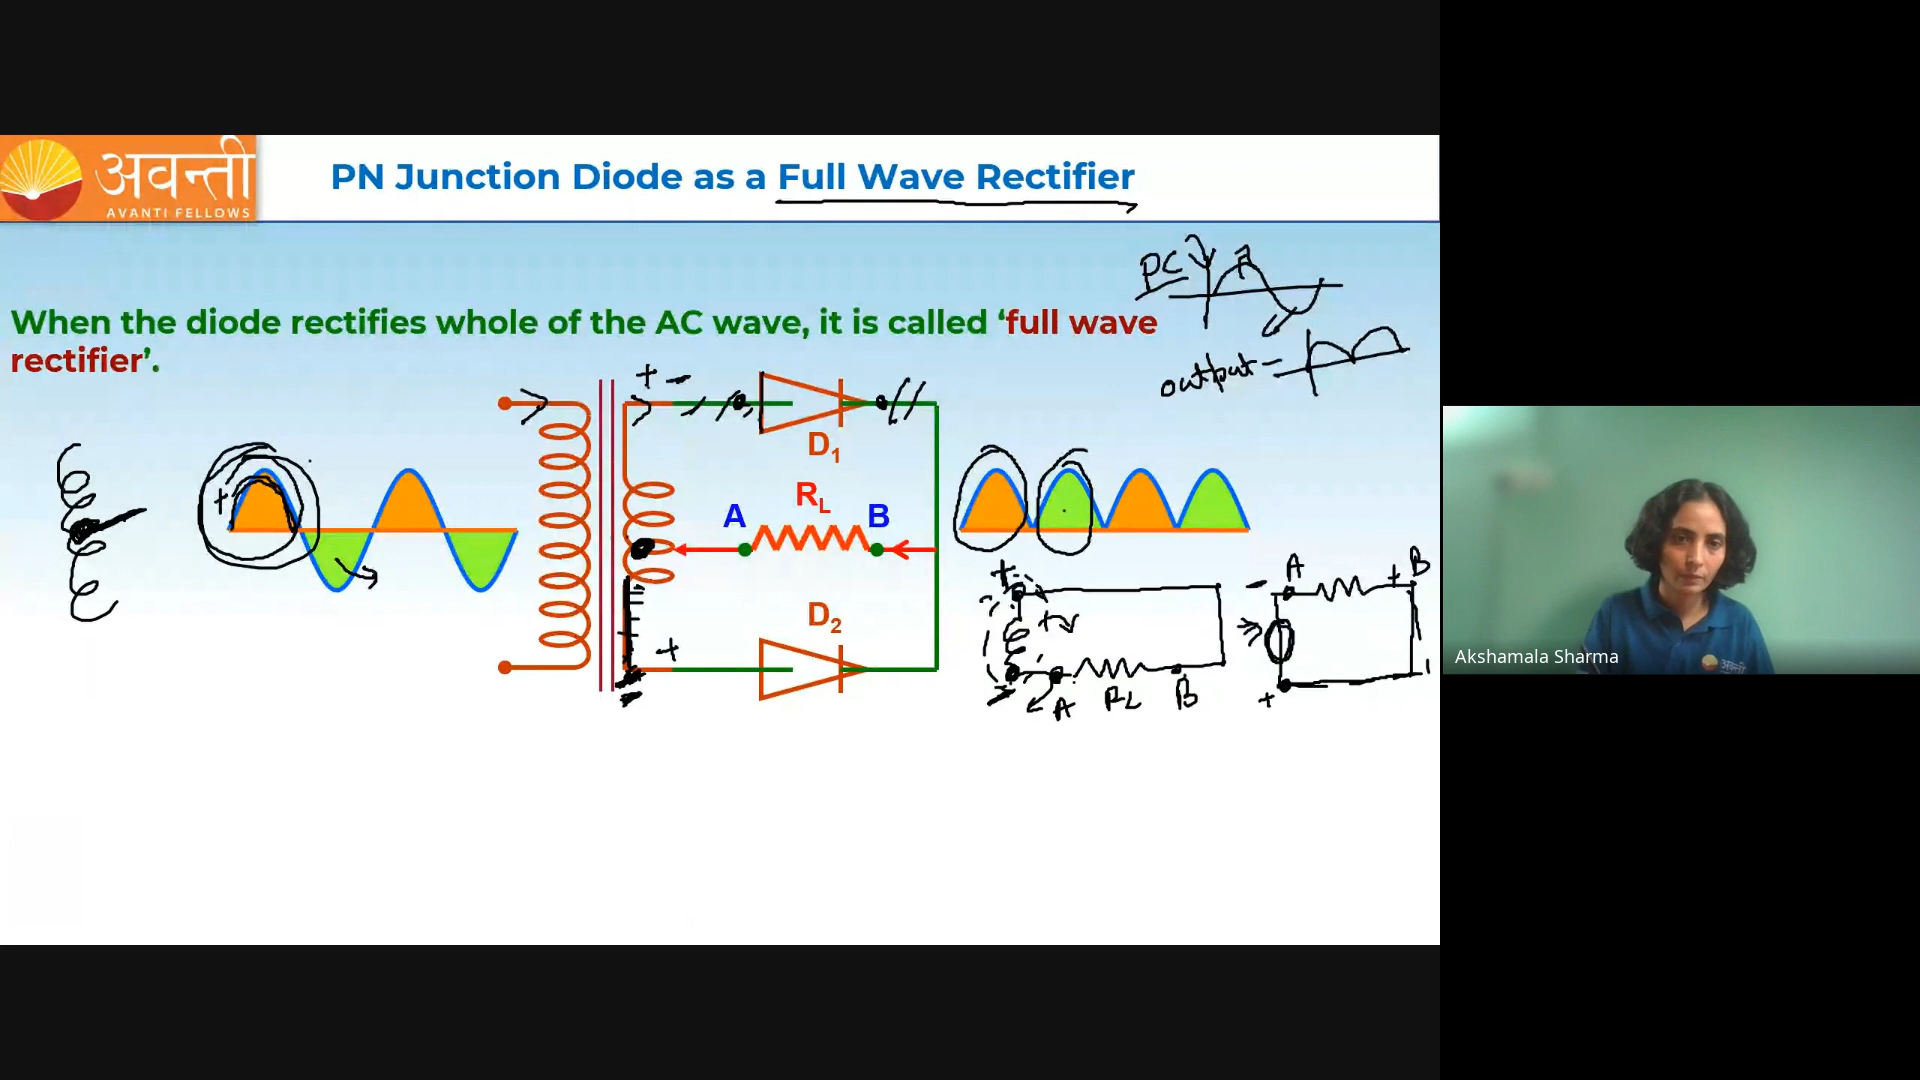 अवन्ती
AVANTI FELLOWS
PN Junction Diode as a Full Wave Rectifier
PC
When the diode rectifies whole of the AC wave, it is called ‘full wave
rectifier’.
output
+ -
D1
+
RL
A B
D2
+
+
+
A RL B
- A + B
+
Akshamala Sharma